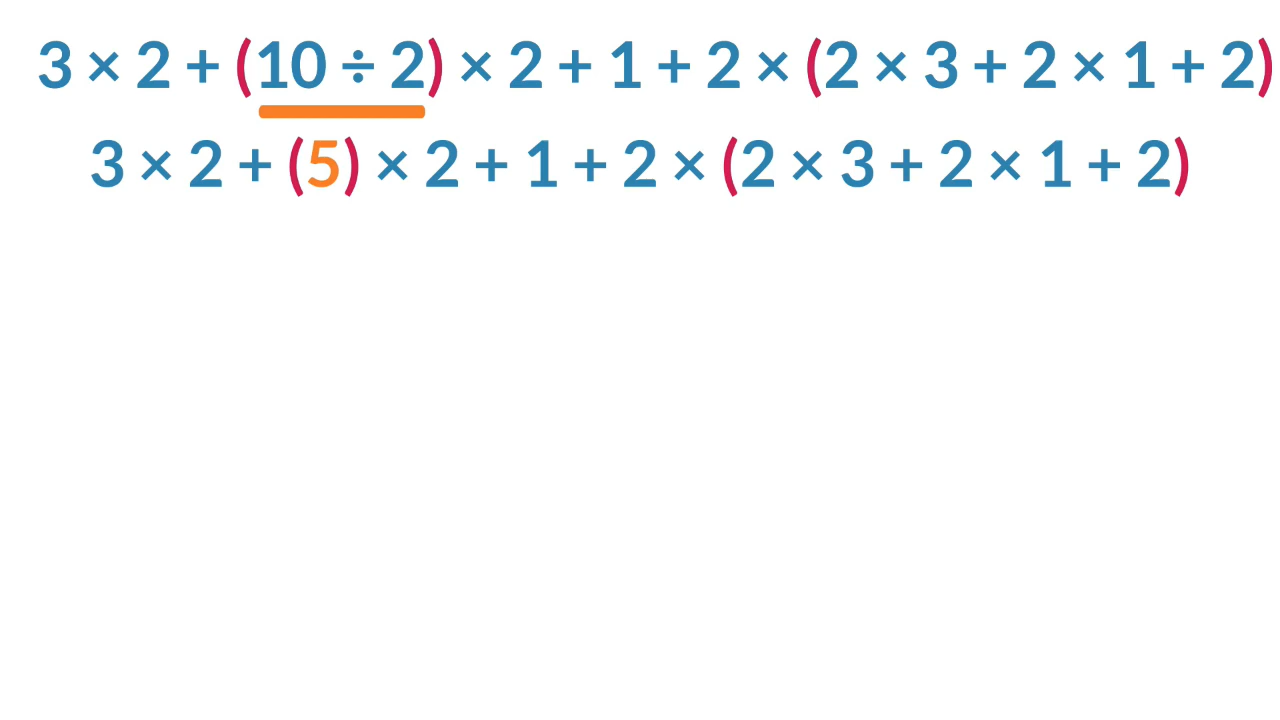 3 × 2 + (10 ÷ 2) × 2 + 1 + 2 × (2 × 3 + 2 × 1 + 2)
3 × 2 + (5) × 2 + 1 + 2 × (2 × 3 + 2 × 1 + 2)